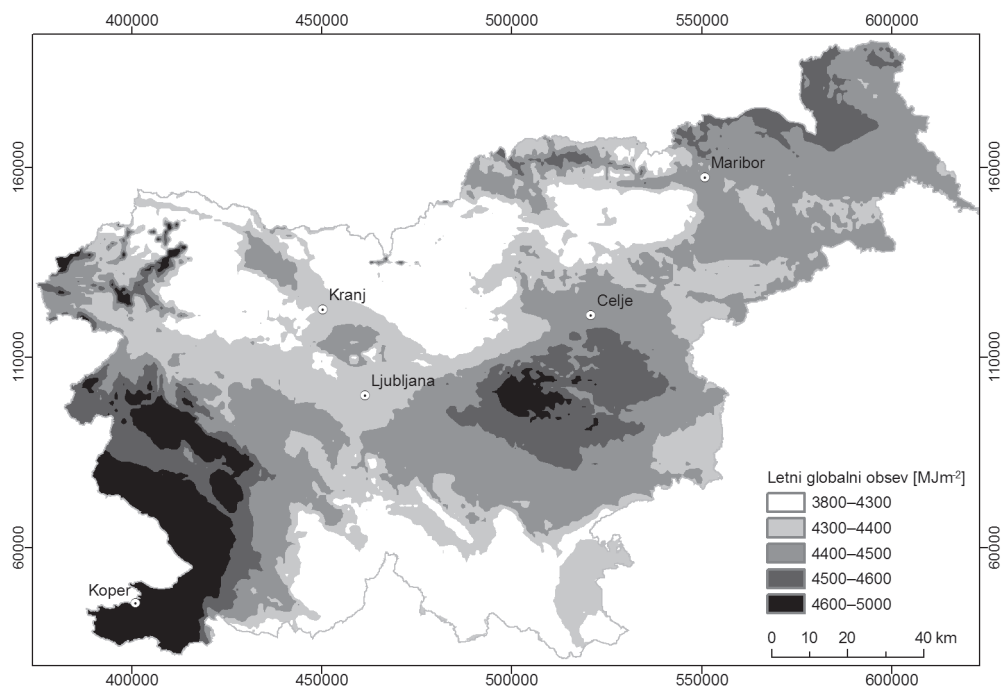 400000 450000 500000 550000 600000
160000 160000
Maribor
Kranj
Celje
110000 110000
Ljubljana
Letni globalni obsev [MJm-2]
3800–4300
4300–4400
4400–4500
4500–4600
4600–5000
60000 60000
Koper
0 10 20 40 km
400000 450000 500000 550000 600000